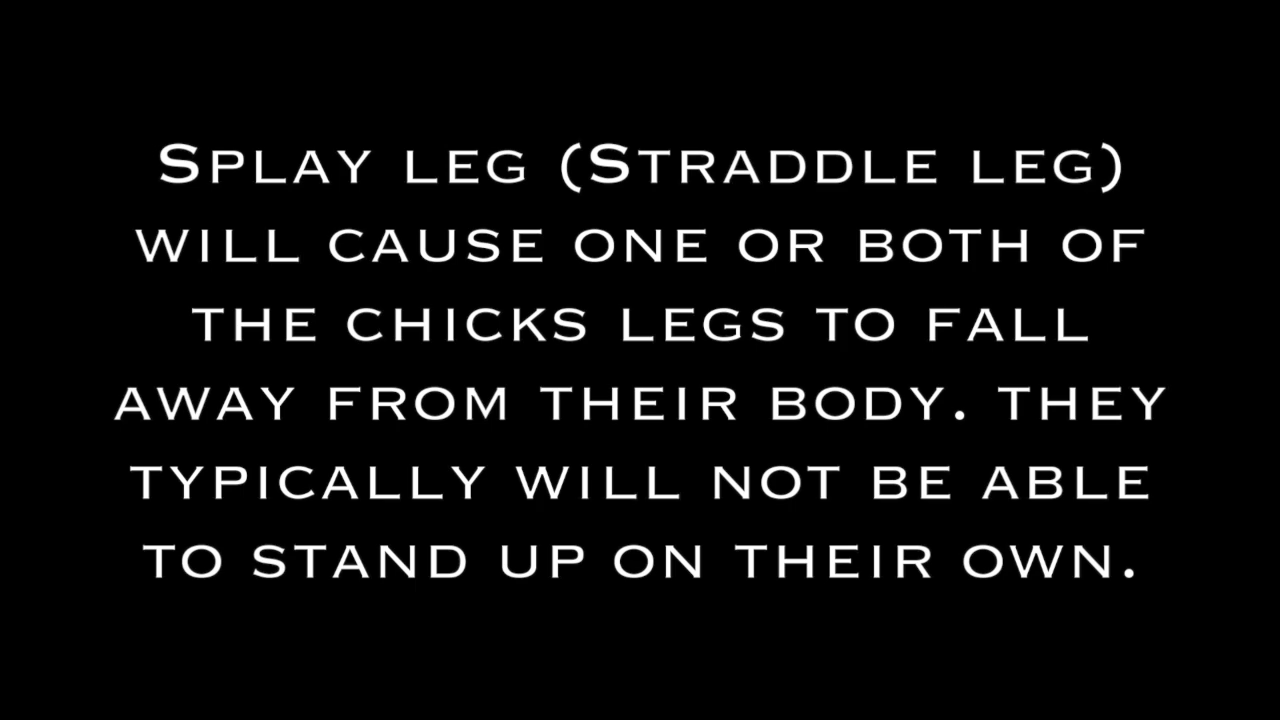 Splay leg (Straddle leg)
will cause one or both of
the chicks legs to fall
away from their body. they
typically will not be able
to stand up on their own.